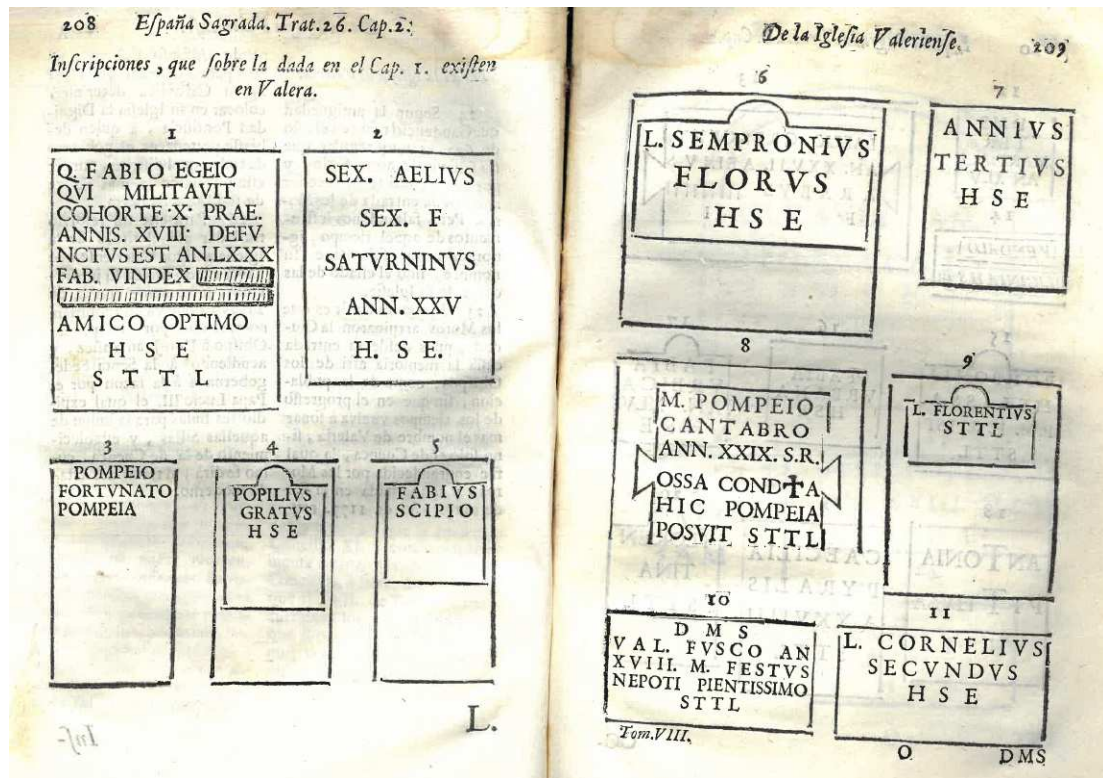 208 España Sagrada. Trat.26. Cap.2.
Inscripciones, que sobre la dada en el Cap. 1. existen
en Valera.
1
Q. FABIO EGEIO
QVI MILITAVIT
COHORTE ·X· PRAE.
ANNIS. XVIII· DEFV
NCTVS EST AN.LXXX
FAB. VINDEX
AMICO OPTIMO
H S E
S T T L
2
SEX. AELIVS
SEX. F
SATVRNINVS
ANN. XXV
H. S E.
3
POMPEIO
FORTVNATO
POMPEIA
4
POPILIVS
GRATVS
H S E
5
FABIVS
SCIPIO
L.
De la Iglesia Valeriense. 209
6
L. SEMPRONIVS
FLORVS
H S E
7
ANNIVS
TERTIVS
H S E
8
M. POMPEIO
CANTABRO
ANN. XXIX. S.R.
OSSA COND✝A
HIC POMPEIA
POSVIT STTL
9
L. FLORENTIVS
STTL
10
D M S
VAL. FVSCO AN
XVIII. M. FESTVS
NEPOTI PIENTISSIMO
STTL
11
L. CORNELIVS
SECVNDVS
H S E
Tom.VIII.
O DMS